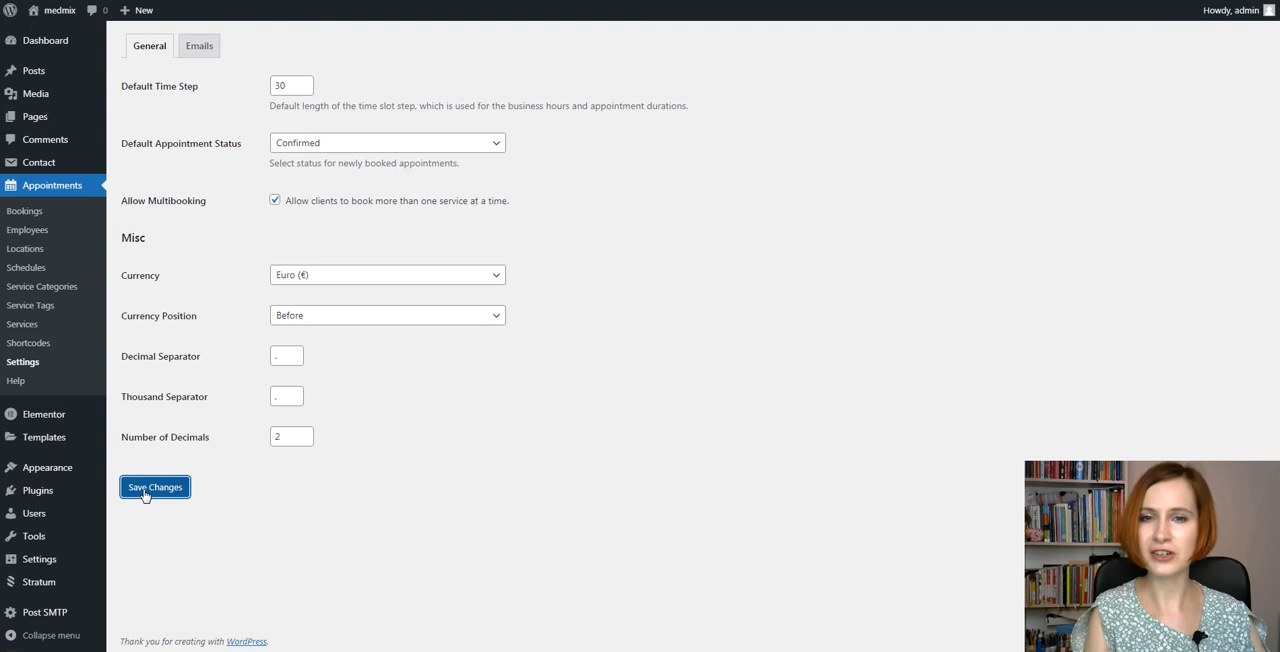 medmix 0 New Howdy, admin
Dashboard
Posts
Media
Pages
Comments
Contact
Appointments
Bookings
Employees
Locations
Schedules
Service Categories
Service Tags
Services
Shortcodes
Settings
Help
Elementor
Templates
Appearance
Plugins
Users
Tools
Settings
Stratum
Post SMTP
Collapse menu
General Emails
Default Time Step 30
Default length of the time slot step, which is used for the business hours and appointment durations.
Default Appointment Status Confirmed
Select status for newly booked appointments.
Allow Multibooking Allow clients to book more than one service at a time.
Misc
Currency Euro (€)
Currency Position Before
Decimal Separator
Thousand Separator
Number of Decimals 2
Save Changes
Thank you for creating with WordPress.